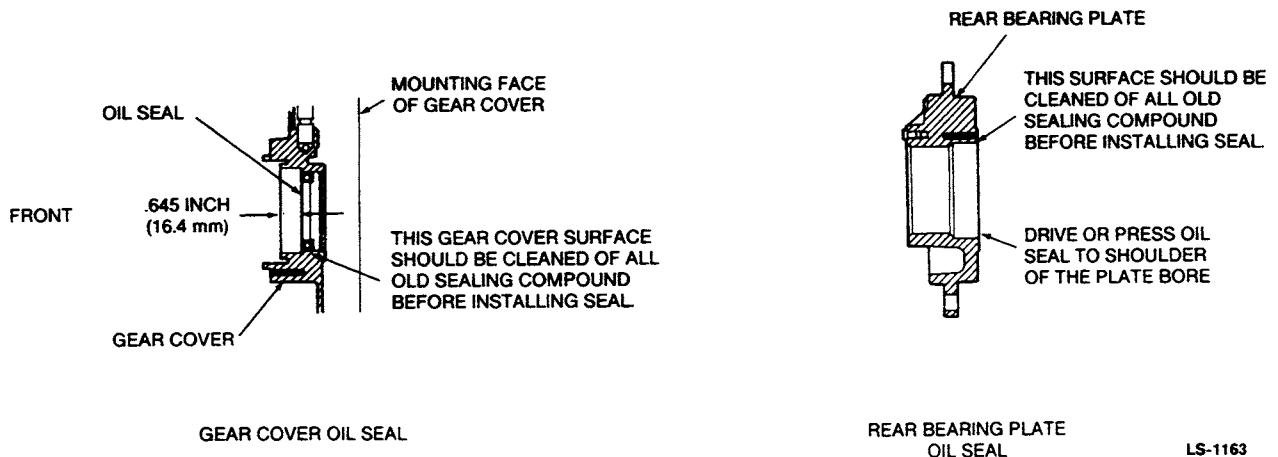 OIL SEAL
MOUNTING FACE
OF GEAR COVER
FRONT
.645 INCH
(16.4 mm)
THIS GEAR COVER SURFACE
SHOULD BE CLEANED OF ALL
OLD SEALING COMPOUND
BEFORE INSTALLING SEAL.
GEAR COVER
GEAR COVER OIL SEAL
REAR BEARING PLATE
THIS SURFACE SHOULD BE
CLEANED OF ALL OLD
SEALING COMPOUND
BEFORE INSTALLING SEAL.
DRIVE OR PRESS OIL
SEAL TO SHOULDER
OF THE PLATE BORE
REAR BEARING PLATE
OIL SEAL
LS-1163